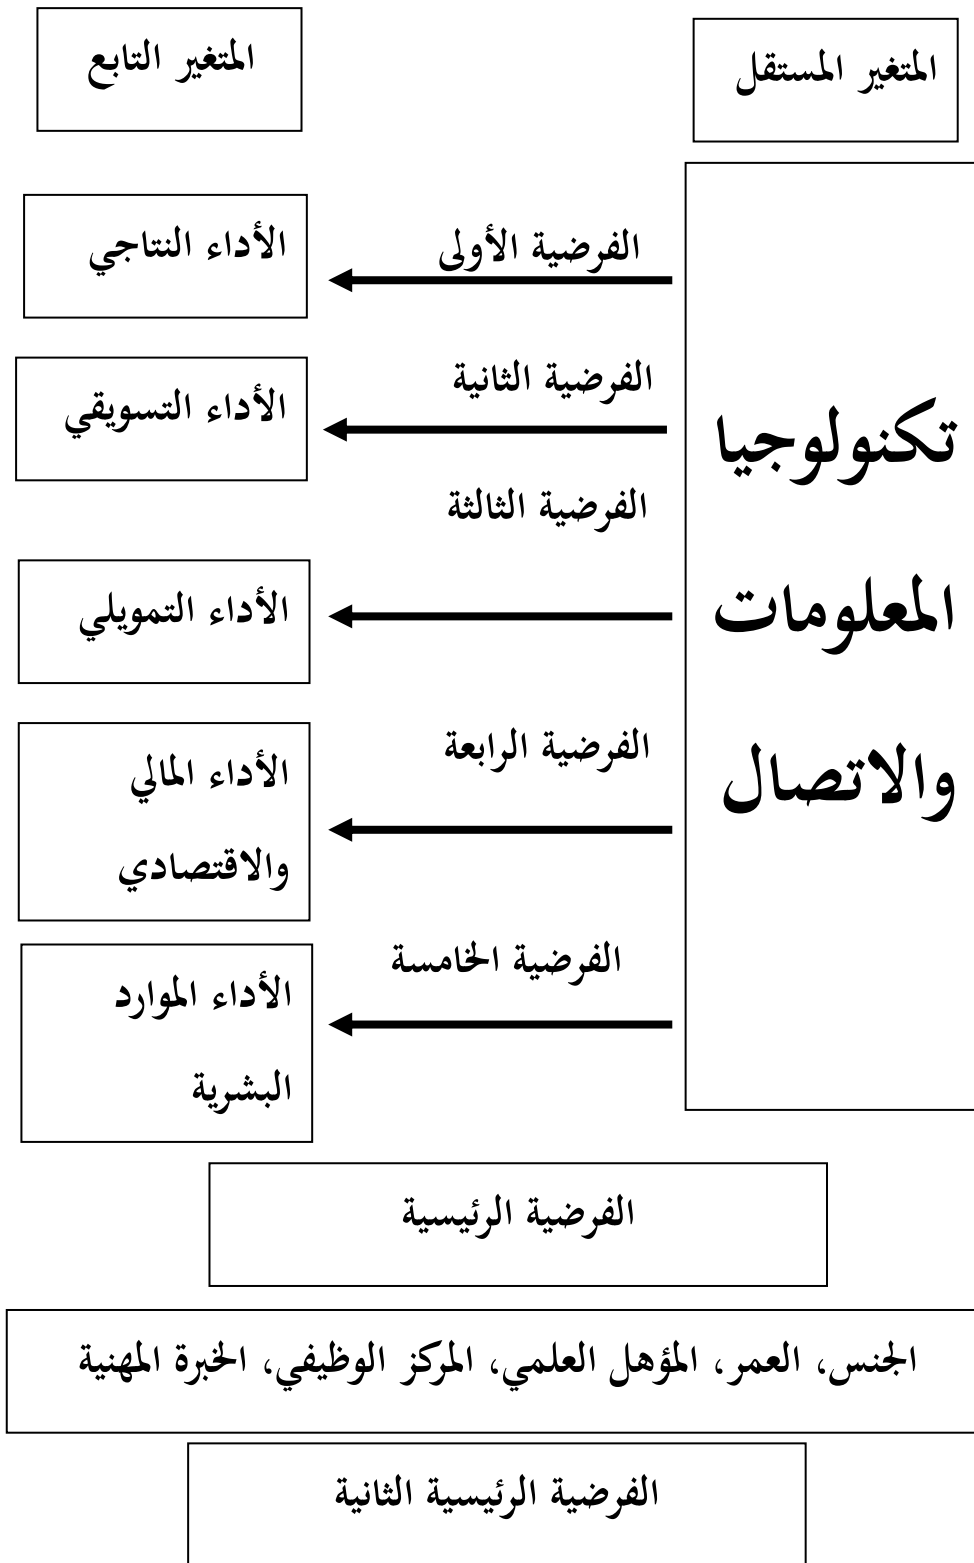 المتغير المستقل
المتغير التابع
تكنولوجيا
المعلومات
والاتصال
الفرضية الأولى
الأداء النتاجي
الفرضية الثانية
الأداء التسويقي
الفرضية الثالثة
الأداء التمويلي
الفرضية الرابعة
الأداء المالي
والاقتصادي
الفرضية الخامسة
الأداء الموارد
البشرية
الفرضية الرئيسية
الجنس، العمر، المؤهل العلمي، المركز الوظيفي، الخبرة المهنية
الفرضية الرئيسية الثانية